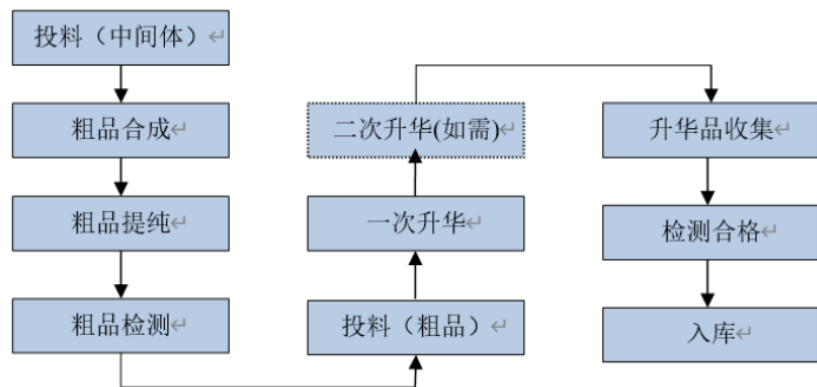 投料（中间体）
粗品合成
粗品提纯
粗品检测
投料（粗品）
一次升华
二次升华(如需)
升华品收集
检测合格
入库